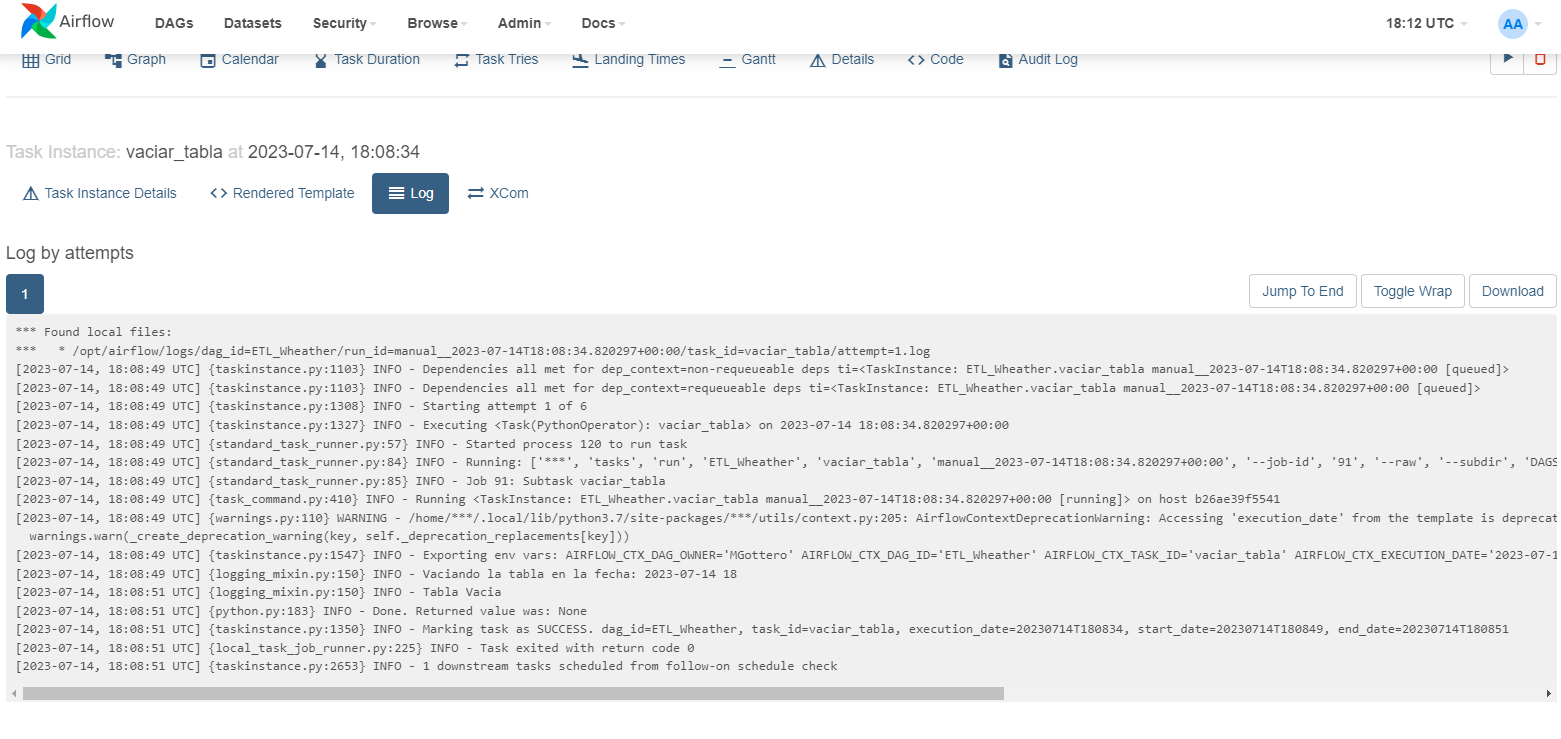 Airflow DAGs Datasets Security Browse Admin Docs 18:12 UTC AA
Grid Graph Calendar Task Duration Task Tries Landing Times Gantt Details Code Audit Log
Task Instance: vaciar_tabla at 2023-07-14, 18:08:34
Task Instance Details Rendered Template Log XCom
Log by attempts
1 Jump To End Toggle Wrap Download
*** Found local files:
***   * /opt/airflow/logs/dag_id=ETL_Wheather/run_id=manual__2023-07-14T18:08:34.820297+00:00/task_id=vaciar_tabla/attempt=1.log
[2023-07-14, 18:08:49 UTC] {taskinstance.py:1103} INFO - Dependencies all met for dep_context=non-requeueable deps ti=<TaskInstance: ETL_Wheather.vaciar_tabla manual__2023-07-14T18:08:34.820297+00:00 [queued]>
[2023-07-14, 18:08:49 UTC] {taskinstance.py:1103} INFO - Dependencies all met for dep_context=requeueable deps ti=<TaskInstance: ETL_Wheather.vaciar_tabla manual__2023-07-14T18:08:34.820297+00:00 [queued]>
[2023-07-14, 18:08:49 UTC] {taskinstance.py:1308} INFO - Starting attempt 1 of 6
[2023-07-14, 18:08:49 UTC] {taskinstance.py:1327} INFO - Executing <Task(PythonOperator): vaciar_tabla> on 2023-07-14 18:08:34.820297+00:00
[2023-07-14, 18:08:49 UTC] {standard_task_runner.py:57} INFO - Started process 120 to run task
[2023-07-14, 18:08:49 UTC] {standard_task_runner.py:84} INFO - Running: ['***', 'tasks', 'run', 'ETL_Wheather', 'vaciar_tabla', 'manual__2023-07-14T18:08:34.820297+00:00', '--job-id', '91', '--raw', '--subdir', 'DAGS
[2023-07-14, 18:08:49 UTC] {standard_task_runner.py:85} INFO - Job 91: Subtask vaciar_tabla
[2023-07-14, 18:08:49 UTC] {task_command.py:410} INFO - Running <TaskInstance: ETL_Wheather.vaciar_tabla manual__2023-07-14T18:08:34.820297+00:00 [running]> on host b26ae39f5541
[2023-07-14, 18:08:49 UTC] {warnings.py:110} WARNING - /home/***/.local/lib/python3.7/site-packages/***/utils/context.py:205: AirflowContextDeprecationWarning: Accessing 'execution_date' from the template is deprecat
  warnings.warn(_create_deprecation_warning(key, self._deprecation_replacements[key]))
[2023-07-14, 18:08:49 UTC] {taskinstance.py:1547} INFO - Exporting env vars: AIRFLOW_CTX_DAG_OWNER='MGottero' AIRFLOW_CTX_DAG_ID='ETL_Wheather' AIRFLOW_CTX_TASK_ID='vaciar_tabla' AIRFLOW_CTX_EXECUTION_DATE='2023-07-1
[2023-07-14, 18:08:49 UTC] {logging_mixin.py:150} INFO - Vaciando la tabla en la fecha: 2023-07-14 18
[2023-07-14, 18:08:51 UTC] {logging_mixin.py:150} INFO - Tabla Vacia
[2023-07-14, 18:08:51 UTC] {python.py:183} INFO - Done. Returned value was: None
[2023-07-14, 18:08:51 UTC] {taskinstance.py:1350} INFO - Marking task as SUCCESS. dag_id=ETL_Wheather, task_id=vaciar_tabla, execution_date=20230714T180834, start_date=20230714T180849, end_date=20230714T180851
[2023-07-14, 18:08:51 UTC] {local_task_job_runner.py:225} INFO - Task exited with return code 0
[2023-07-14, 18:08:51 UTC] {taskinstance.py:2653} INFO - 1 downstream tasks scheduled from follow-on schedule check